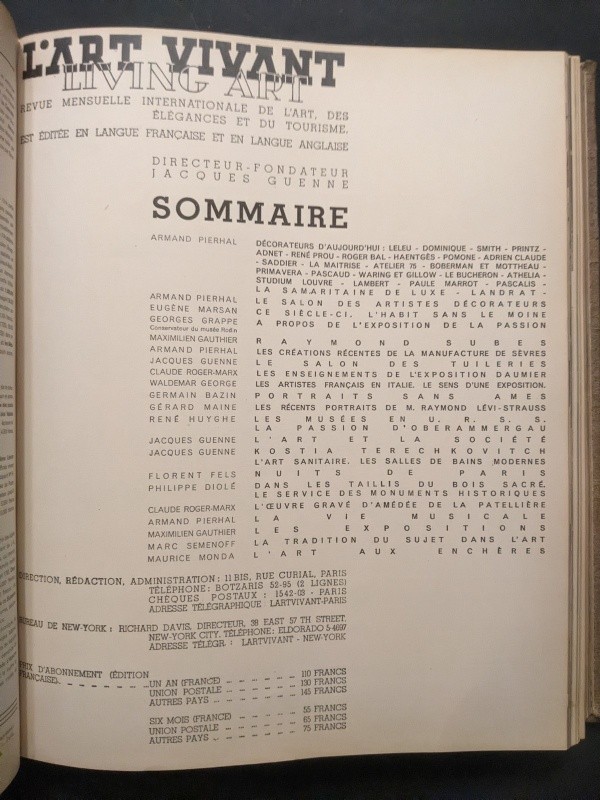 L'ART VIVANT
LIVING ART
REVUE MENSUELLE INTERNATIONALE DE L'ART, DES
ÉLÉGANCES ET DU TOURISME.
EST ÉDITÉE EN LANGUE FRANÇAISE ET EN LANGUE ANGLAISE
DIRECTEUR-FONDATEUR
JACQUES GUENNE
SOMMAIRE
ARMAND PIERHAL DÉCORATEURS D'AUJOURD'HUI : LELEU - DOMINIQUE - SMITH - PRINTZ -
ADNET - RENÉ PROU - ROGER BAL - HAENTGÈS - POMONE - ADRIEN CLAUDE
- SADDIER - LA MAITRISE - ATELIER 75 - BOBERMAN ET MOTTHEAU -
PRIMAVERA - PASCAUD - WARING ET GILLOW - LE BUCHERON - ATHELIA -
STUDIUM LOUVRE - LAMBERT - PAULE MARROT - PASCALIS -
LA SAMARITAINE DE LUXE - LANDRAT -
ARMAND PIERHAL LE SALON DES ARTISTES DÉCORATEURS
EUGÈNE MARSAN CE SIÈCLE-CI. L'HABIT SANS LE MOINE
GEORGES GRAPPE A PROPOS DE L'EXPOSITION DE LA PASSION
Conservateur du musée Rodin
MAXIMILIEN GAUTHIER RAYMOND SUBES
ARMAND PIERHAL LES CRÉATIONS RÉCENTES DE LA MANUFACTURE DE SÈVRES
JACQUES GUENNE LE SALON DES TUILERIES
CLAUDE ROGER-MARX LES ENSEIGNEMENTS DE L'EXPOSITION DAUMIER
WALDEMAR GEORGE LES ARTISTES FRANÇAIS EN ITALIE. LE SENS D'UNE EXPOSITION.
GERMAIN BAZIN PORTRAITS SANS AMES
GÉRARD MAINE LES RÉCENTS PORTRAITS DE M. RAYMOND LÉVI-STRAUSS
RENÉ HUYGHE LES MUSÉES EN U. R. S. S.
LA PASSION D'OBERAMMERGAU
JACQUES GUENNE L'ART ET LA SOCIÉTÉ
JACQUES GUENNE KOSTIA TERECHKOVITCH
L'ART SANITAIRE. LES SALLES DE BAINS MODERNES
FLORENT FELS NUITS DE PARIS
PHILIPPE DIOLÉ DANS LES TAILLIS DU BOIS SACRÉ.
LE SERVICE DES MONUMENTS HISTORIQUES
CLAUDE ROGER-MARX L'ŒUVRE GRAVÉ D'AMÉDÉE DE LA PATELLIÈRE
ARMAND PIERHAL LA VIE MUSICALE
MAXIMILIEN GAUTHIER LES EXPOSITIONS
MARC SEMENOFF LA TRADITION DU SUJET DANS L'ART
MAURICE MONDA L'ART AUX ENCHÈRES
DIRECTION, RÉDACTION, ADMINISTRATION : 11 BIS, RUE CURIAL, PARIS
TÉLÉPHONE : BOTZARIS 52-95 (2 LIGNES)
CHÈQUES POSTAUX : 1542-03 - PARIS
ADRESSE TÉLÉGRAPHIQUE LARTVIVANT-PARIS
BUREAU DE NEW-YORK : RICHARD DAVIS, DIRECTEUR, 38 EAST 57 TH STREET.
NEW-YORK CITY. TÉLÉPHONE : ELDORADO 5-4697
ADRESSE TÉLÉGR. : LARTVIVANT - NEW-YORK
PRIX D'ABONNEMENT (ÉDITION
FRANÇAISE). UN AN (FRANCE) 110 FRANCS
UNION POSTALE 130 FRANCS
AUTRES PAYS 145 FRANCS
SIX MOIS (FRANCE) 55 FRANCS
UNION POSTALE 65 FRANCS
AUTRES PAYS 75 FRANCS